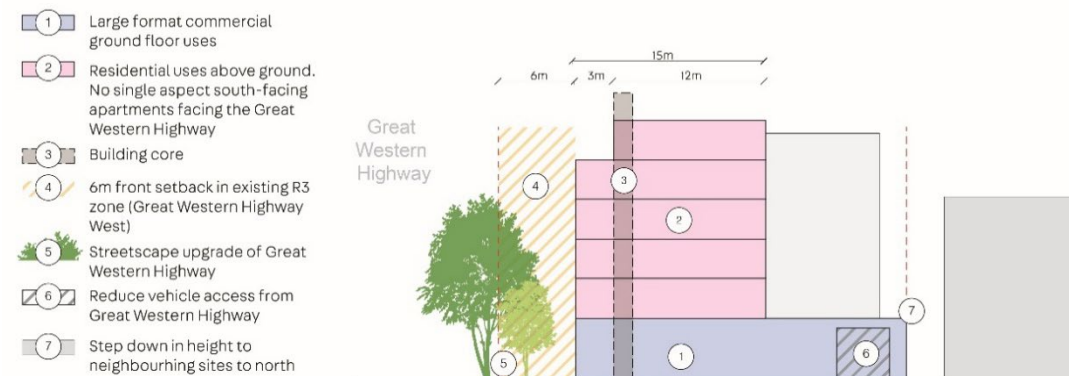 1 Large format commercial
ground floor uses
2 Residential uses above ground.
No single aspect south-facing
apartments facing the Great
Western Highway
3 Building core
4 6m front setback in existing R3
zone (Great Western Highway
West)
5 Streetscape upgrade of Great
Western Highway
6 Reduce vehicle access from
Great Western Highway
7 Step down in height to
neighbourhing sites to north
Great
Western
Highway
15m
6m 3m 12m
4
3
2
7
1
6
5